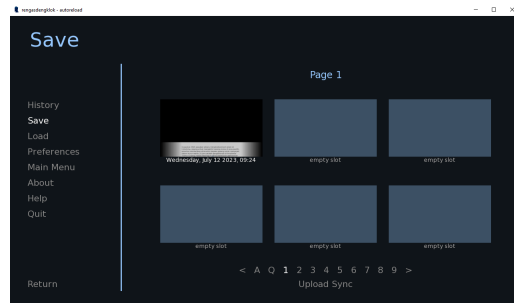 rengasdengklok - autoreload
Save
Page 1
History
Save
Load
Preferences
Main Menu
About
Help
Quit
Return
Wednesday, July 12 2023, 09:24
empty slot
empty slot
empty slot
empty slot
empty slot
< A Q 1 2 3 4 5 6 7 8 9 >
Upload Sync